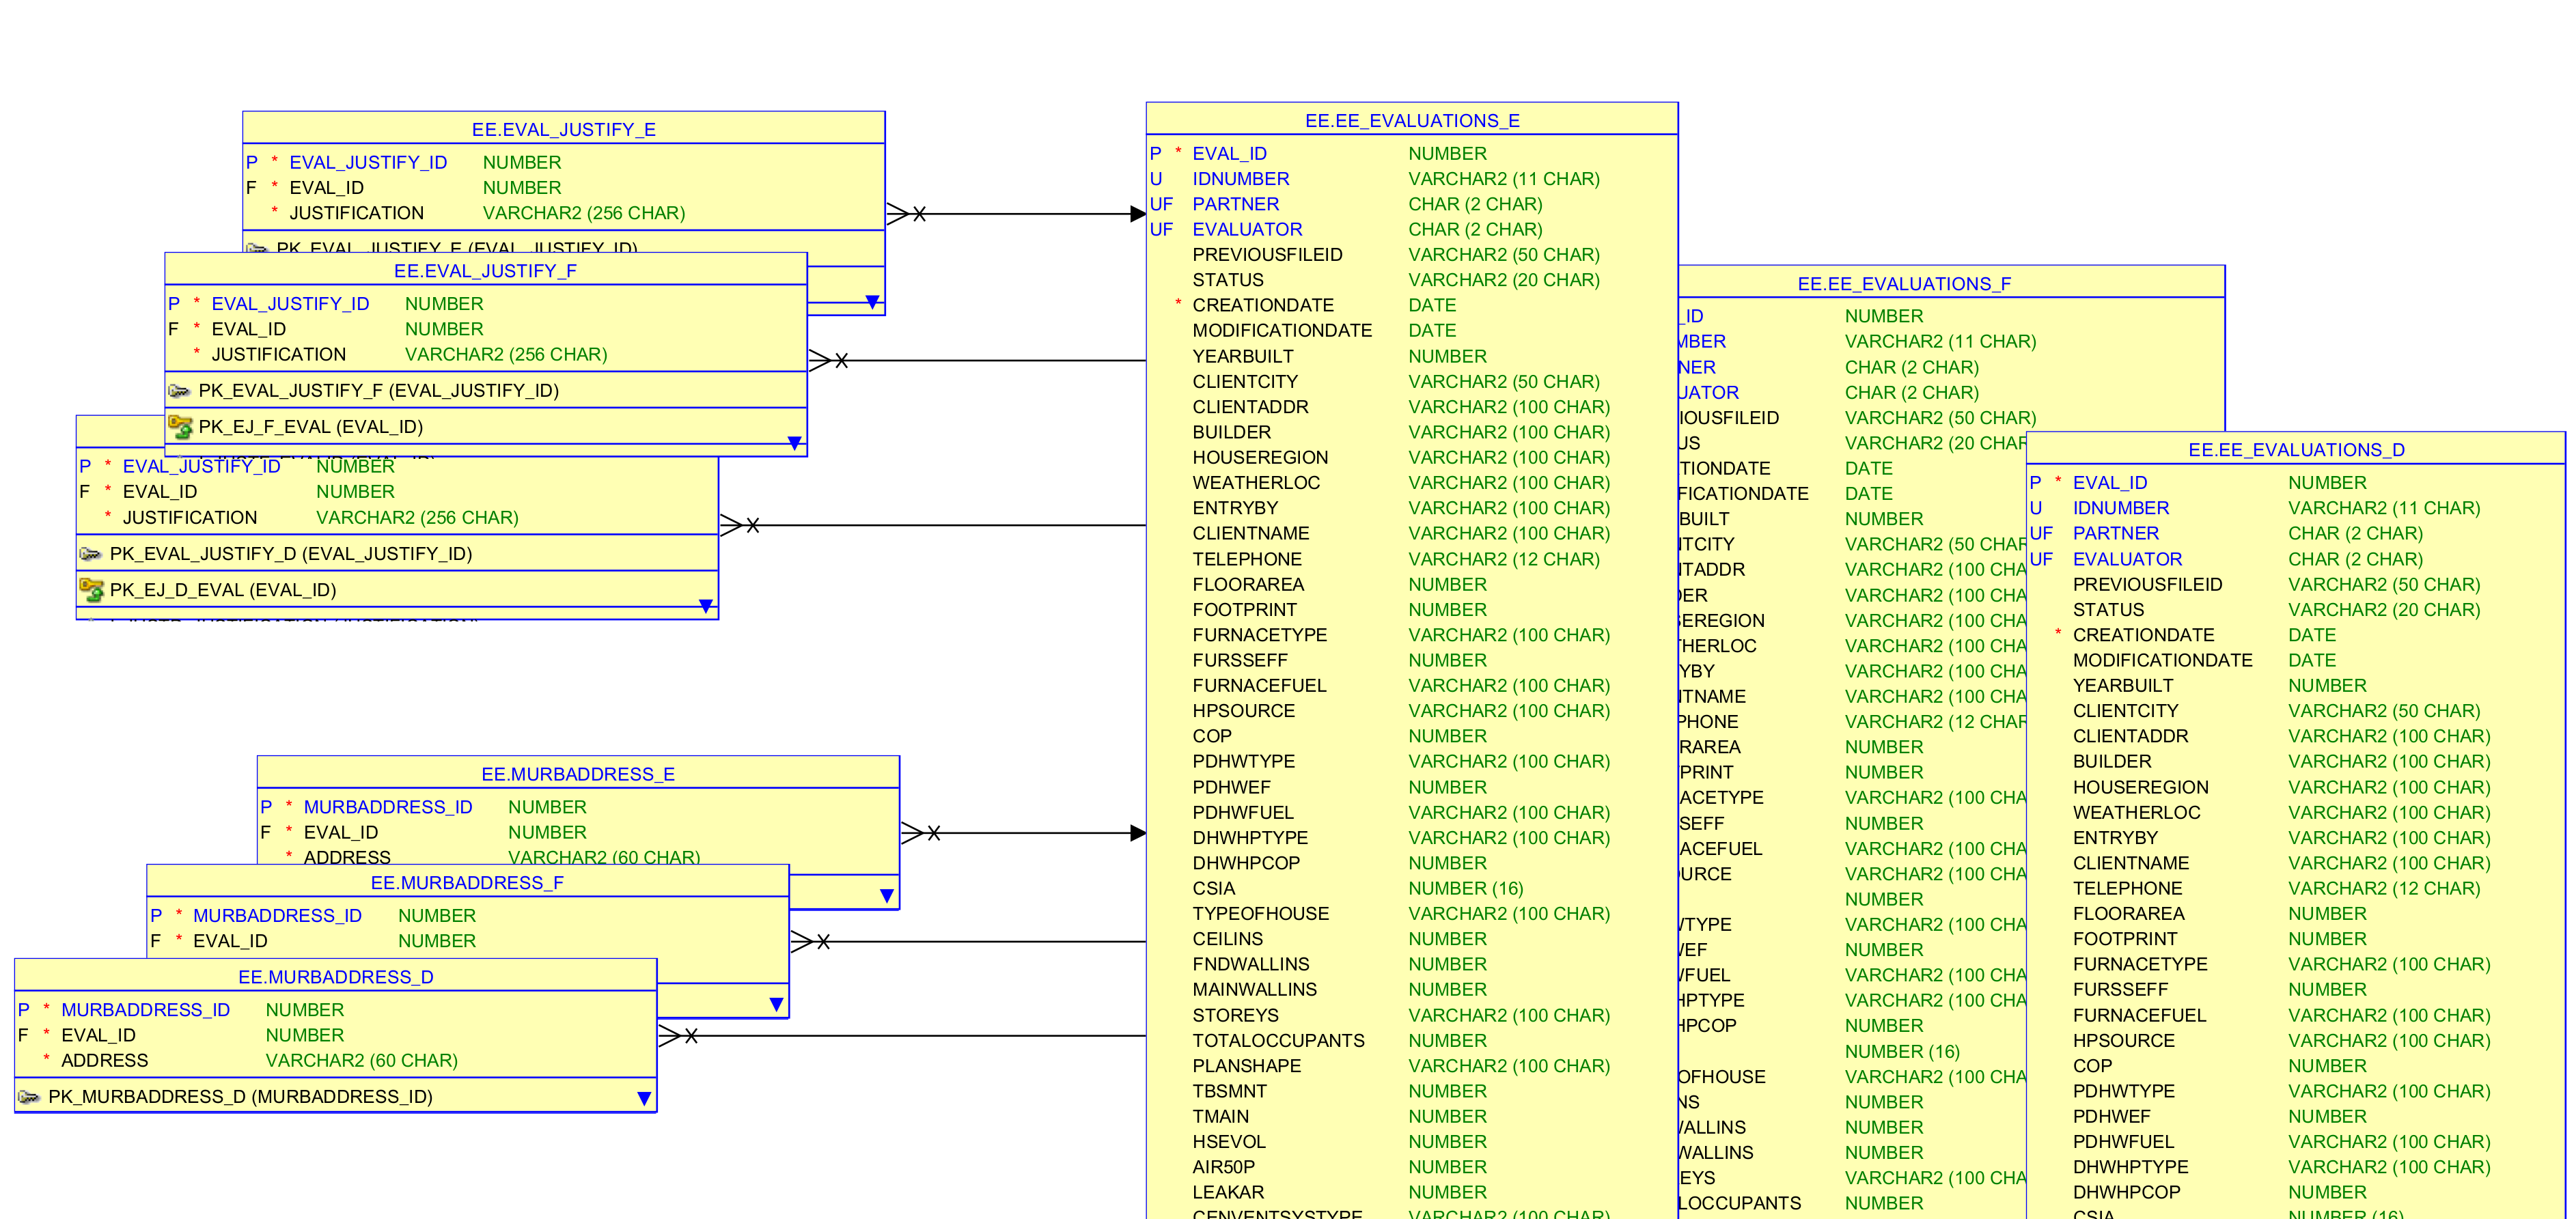 EE.EVAL_JUSTIFY_E
P * EVAL_JUSTIFY_ID NUMBER
F * EVAL_ID NUMBER
* JUSTIFICATION VARCHAR2 (256 CHAR)
PK_EVAL_JUSTIFY_E (EVAL_JUSTIFY_ID)
EE.EVAL_JUSTIFY_F
P * EVAL_JUSTIFY_ID NUMBER
F * EVAL_ID NUMBER
* JUSTIFICATION VARCHAR2 (256 CHAR)
PK_EVAL_JUSTIFY_F (EVAL_JUSTIFY_ID)
PK_EJ_F_EVAL (EVAL_ID)
P * EVAL_JUSTIFY_ID NUMBER
F * EVAL_ID NUMBER
* JUSTIFICATION VARCHAR2 (256 CHAR)
PK_EVAL_JUSTIFY_D (EVAL_JUSTIFY_ID)
PK_EJ_D_EVAL (EVAL_ID)
EE.MURBADDRESS_E
P * MURBADDRESS_ID NUMBER
F * EVAL_ID NUMBER
* ADDRESS VARCHAR2 (60 CHAR)
EE.MURBADDRESS_F
P * MURBADDRESS_ID NUMBER
F * EVAL_ID NUMBER
EE.MURBADDRESS_D
P * MURBADDRESS_ID NUMBER
F * EVAL_ID NUMBER
* ADDRESS VARCHAR2 (60 CHAR)
PK_MURBADDRESS_D (MURBADDRESS_ID)
EE.EE_EVALUATIONS_E
P * EVAL_ID NUMBER
U IDNUMBER VARCHAR2 (11 CHAR)
UF PARTNER CHAR (2 CHAR)
UF EVALUATOR CHAR (2 CHAR)
PREVIOUSFILEID VARCHAR2 (50 CHAR)
STATUS VARCHAR2 (20 CHAR)
* CREATIONDATE DATE
MODIFICATIONDATE DATE
YEARBUILT NUMBER
CLIENTCITY VARCHAR2 (50 CHAR)
CLIENTADDR VARCHAR2 (100 CHAR)
BUILDER VARCHAR2 (100 CHAR)
HOUSEREGION VARCHAR2 (100 CHAR)
WEATHERLOC VARCHAR2 (100 CHAR)
ENTRYBY VARCHAR2 (100 CHAR)
CLIENTNAME VARCHAR2 (100 CHAR)
TELEPHONE VARCHAR2 (12 CHAR)
FLOORAREA NUMBER
FOOTPRINT NUMBER
FURNACETYPE VARCHAR2 (100 CHAR)
FURSSEFF NUMBER
FURNACEFUEL VARCHAR2 (100 CHAR)
HPSOURCE VARCHAR2 (100 CHAR)
COP NUMBER
PDHWTYPE VARCHAR2 (100 CHAR)
PDHWEF NUMBER
PDHWFUEL VARCHAR2 (100 CHAR)
DHWHPTYPE VARCHAR2 (100 CHAR)
DHWHPCOP NUMBER
CSIA NUMBER (16)
TYPEOFHOUSE VARCHAR2 (100 CHAR)
CEILINS NUMBER
FNDWALLINS NUMBER
MAINWALLINS NUMBER
STOREYS VARCHAR2 (100 CHAR)
TOTALOCCUPANTS NUMBER
PLANSHAPE VARCHAR2 (100 CHAR)
TBSMNT NUMBER
TMAIN NUMBER
HSEVOL NUMBER
AIR50P NUMBER
LEAKAR NUMBER
CENVENTSYSTYPE VARCHAR2 (100 CHAR)
EE.EE_EVALUATIONS_F
_ID NUMBER
MBER VARCHAR2 (11 CHAR)
NER CHAR (2 CHAR)
UATOR CHAR (2 CHAR)
IOUSFILEID VARCHAR2 (50 CHAR)
US VARCHAR2 (20 CHAR
TIONDATE DATE
FICATIONDATE DATE
BUILT NUMBER
NTCITY VARCHAR2 (50 CHAR
NTADDR VARCHAR2 (100 CHA
DER VARCHAR2 (100 CHA
SEREGION VARCHAR2 (100 CHA
THERLOC VARCHAR2 (100 CHA
YBY VARCHAR2 (100 CHA
NTNAME VARCHAR2 (100 CHA
PHONE VARCHAR2 (12 CHAR
RAREA NUMBER
PRINT NUMBER
ACETYPE VARCHAR2 (100 CHA
SEFF NUMBER
ACEFUEL VARCHAR2 (100 CHA
URCE VARCHAR2 (100 CHA
NUMBER
WTYPE VARCHAR2 (100 CHA
WEF NUMBER
WFUEL VARCHAR2 (100 CHA
HPTYPE VARCHAR2 (100 CHA
HPCOP NUMBER
NUMBER (16)
OFHOUSE VARCHAR2 (100 CHA
NS NUMBER
WALLINS NUMBER
WALLINS NUMBER
EYS VARCHAR2 (100 CHA
LOCCUPANTS NUMBER
EE.EE_EVALUATIONS_D
P * EVAL_ID NUMBER
U IDNUMBER VARCHAR2 (11 CHAR)
UF PARTNER CHAR (2 CHAR)
UF EVALUATOR CHAR (2 CHAR)
PREVIOUSFILEID VARCHAR2 (50 CHAR)
STATUS VARCHAR2 (20 CHAR)
* CREATIONDATE DATE
MODIFICATIONDATE DATE
YEARBUILT NUMBER
CLIENTCITY VARCHAR2 (50 CHAR)
CLIENTADDR VARCHAR2 (100 CHAR)
BUILDER VARCHAR2 (100 CHAR)
HOUSEREGION VARCHAR2 (100 CHAR)
WEATHERLOC VARCHAR2 (100 CHAR)
ENTRYBY VARCHAR2 (100 CHAR)
CLIENTNAME VARCHAR2 (100 CHAR)
TELEPHONE VARCHAR2 (12 CHAR)
FLOORAREA NUMBER
FOOTPRINT NUMBER
FURNACETYPE VARCHAR2 (100 CHAR)
FURSSEFF NUMBER
FURNACEFUEL VARCHAR2 (100 CHAR)
HPSOURCE VARCHAR2 (100 CHAR)
COP NUMBER
PDHWTYPE VARCHAR2 (100 CHAR)
PDHWEF NUMBER
PDHWFUEL VARCHAR2 (100 CHAR)
DHWHPTYPE VARCHAR2 (100 CHAR)
DHWHPCOP NUMBER
CSIA NUMBER (16)